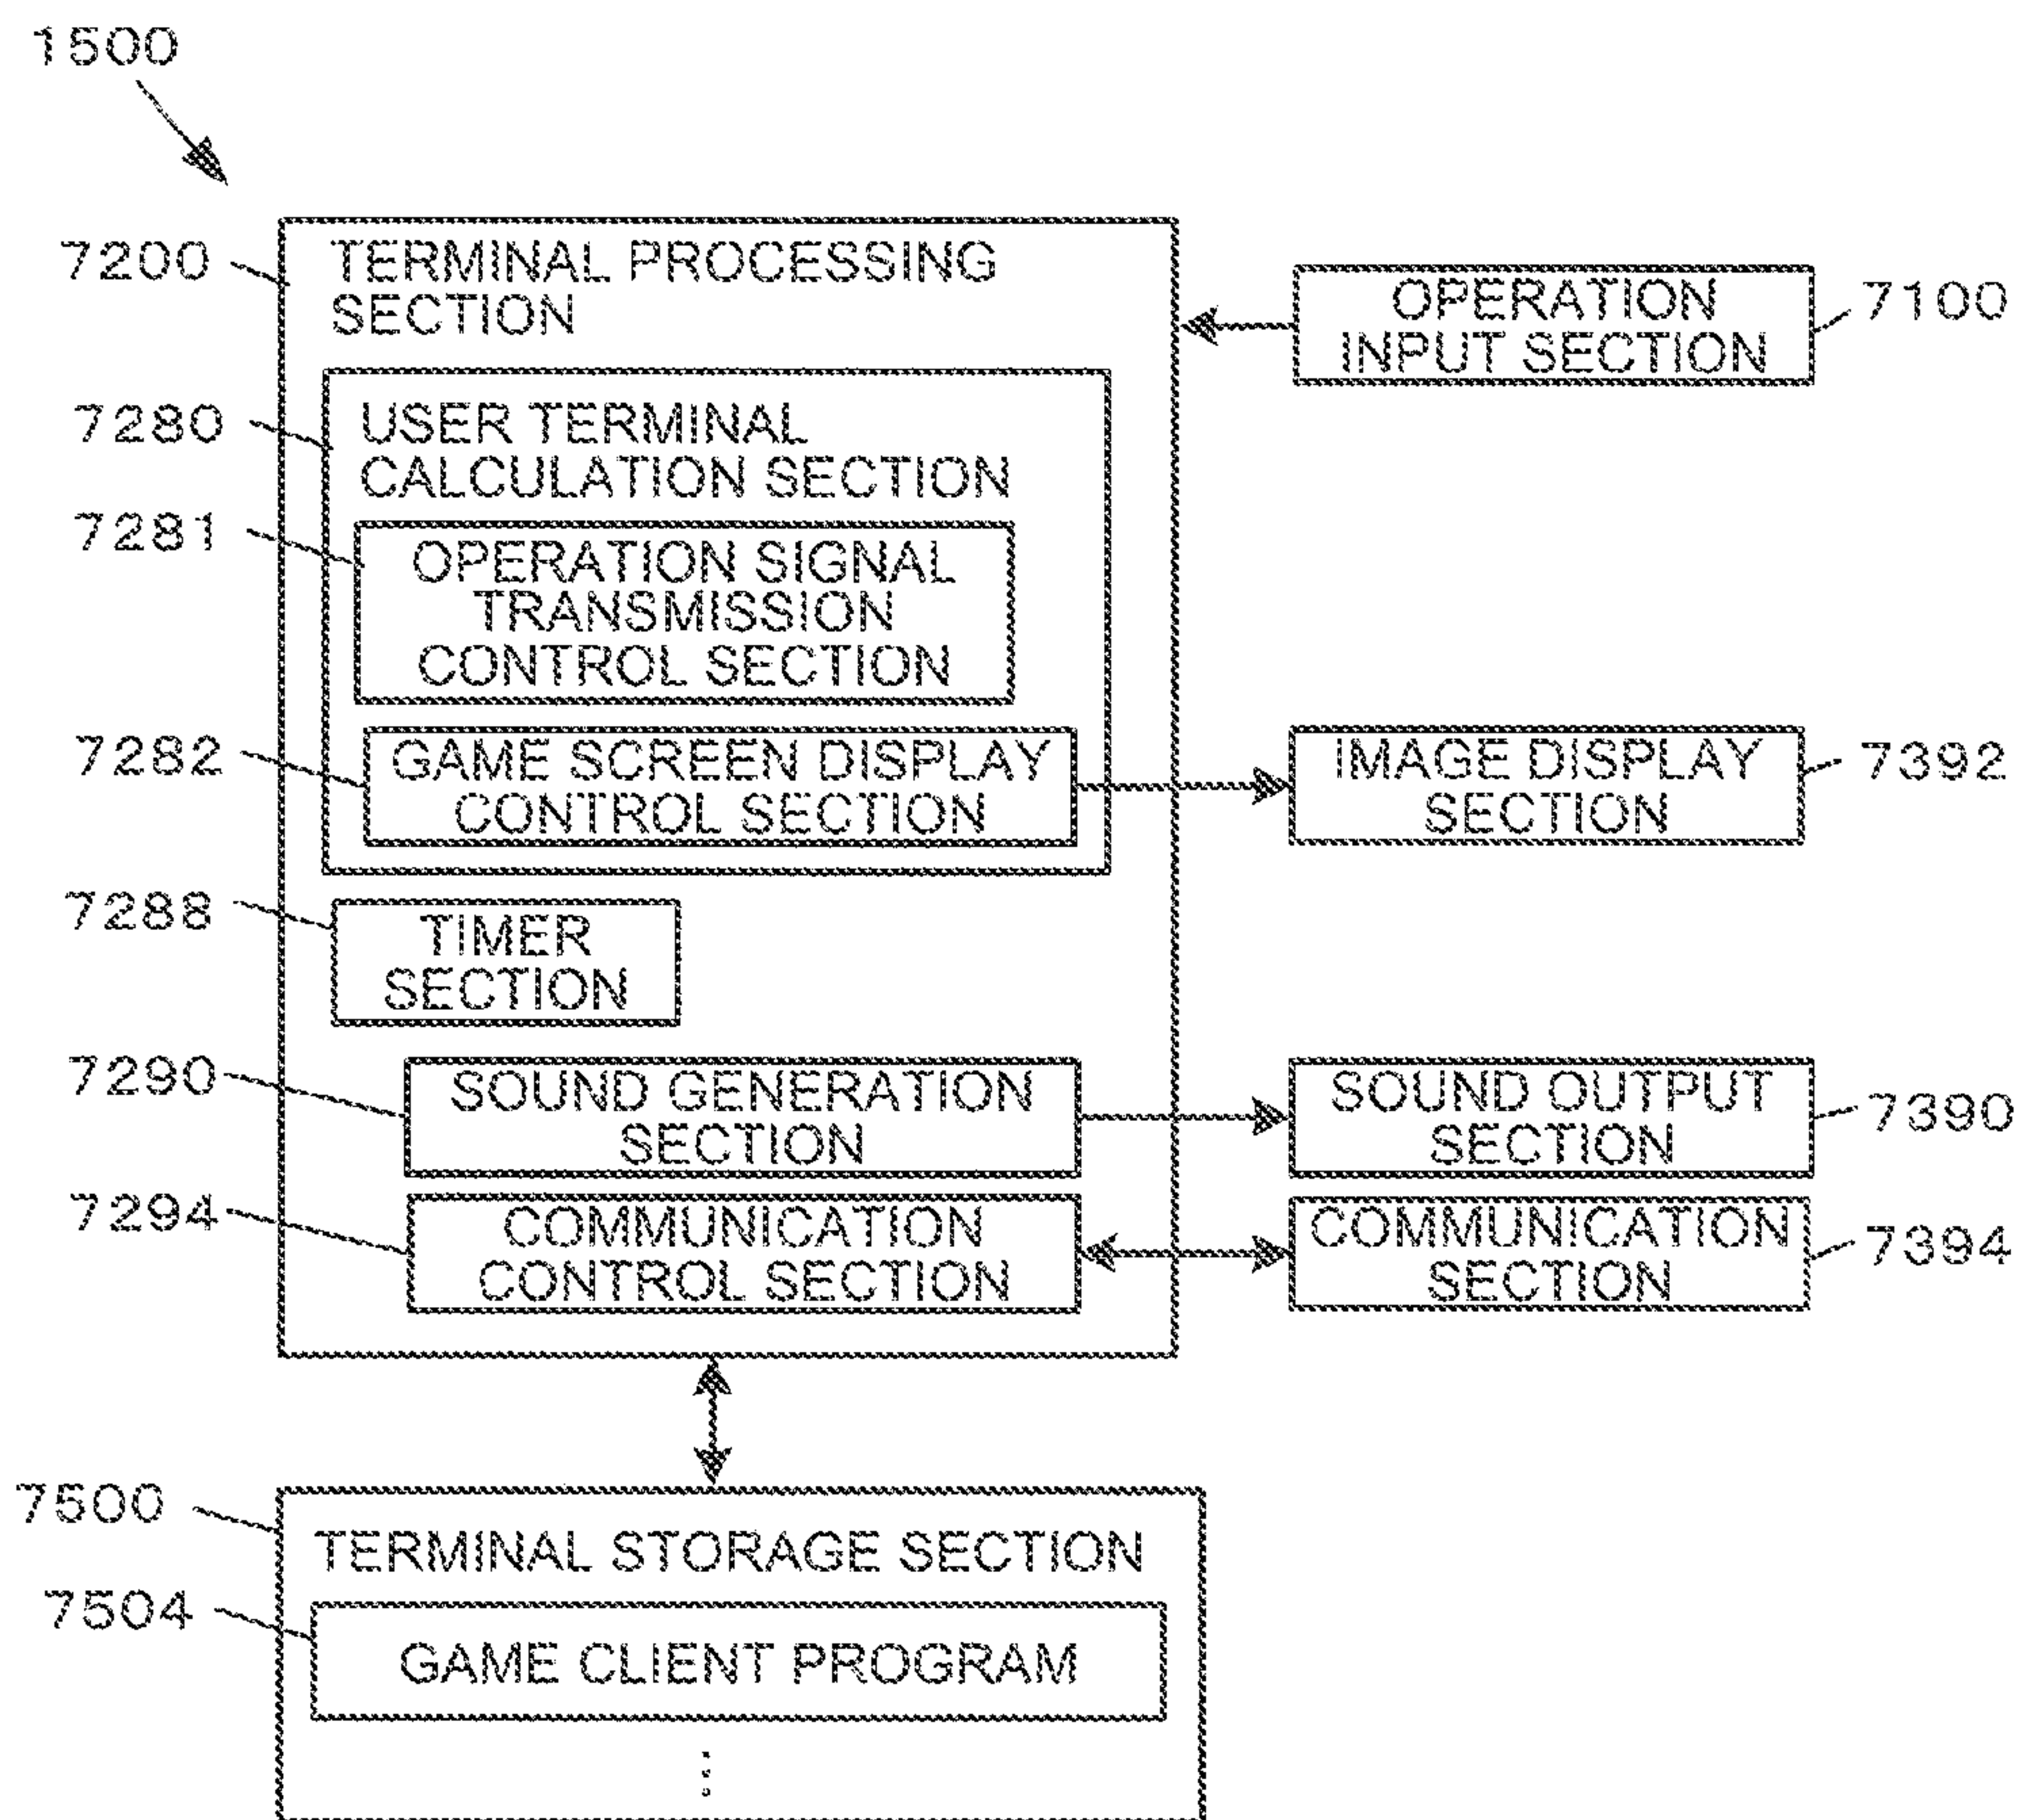 1500
7200
TERMINAL PROCESSING
SECTION
OPERATION
INPUT SECTION
7100
7280
USER TERMINAL
CALCULATION SECTION
7281
OPERATION SIGNAL
TRANSMISSION
CONTROL SECTION
7282
GAME SCREEN DISPLAY
CONTROL SECTION
IMAGE DISPLAY
SECTION
7392
7288
TIMER
SECTION
7290
SOUND GENERATION
SECTION
SOUND OUTPUT
SECTION
7390
7294
COMMUNICATION
CONTROL SECTION
COMMUNICATION
SECTION
7394
7500
TERMINAL STORAGE SECTION
7504
GAME CLIENT PROGRAM